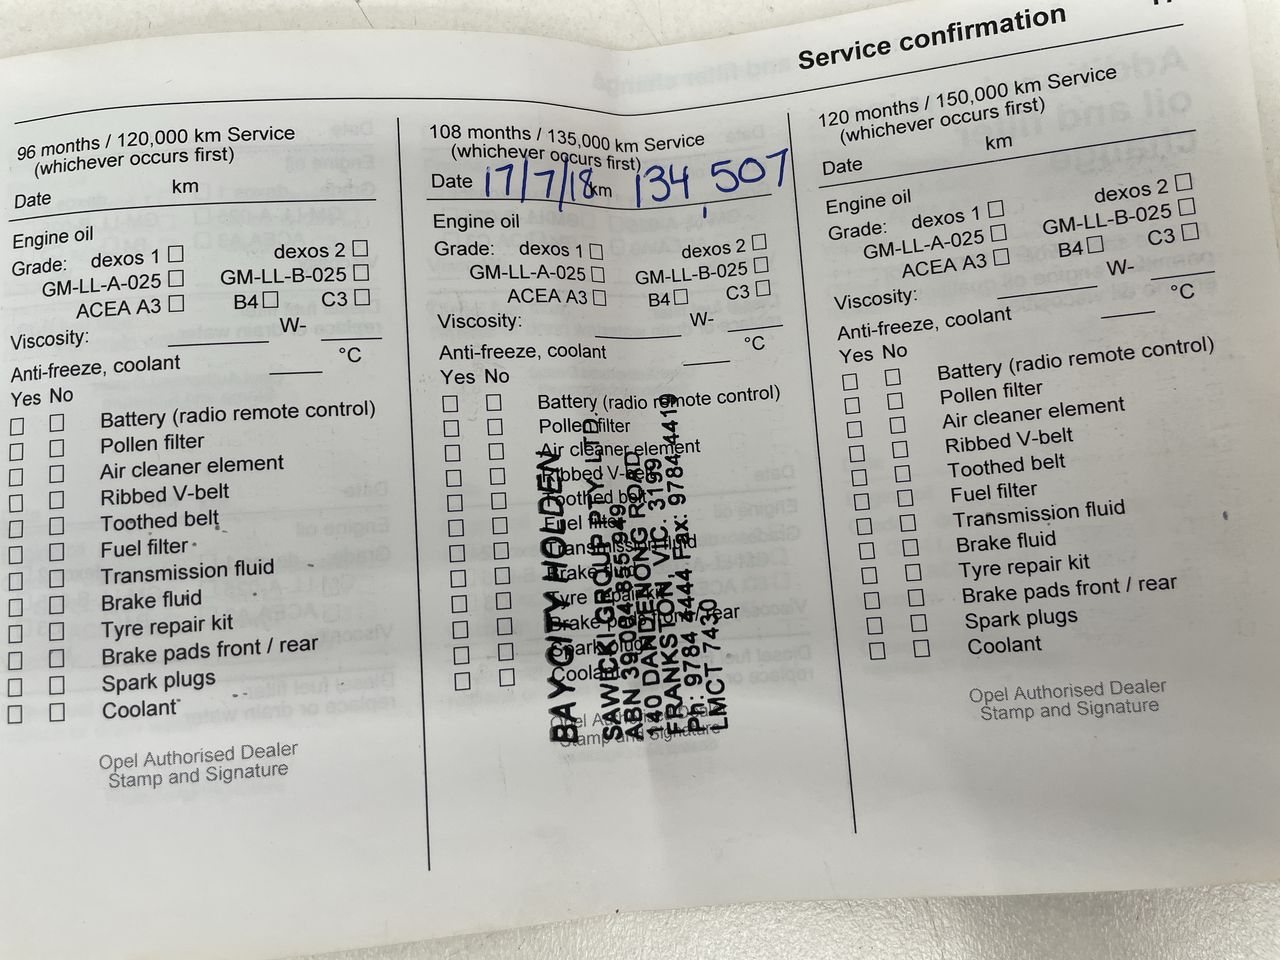 Service confirmation
96 months / 120,000 km Service
(whichever occurs first)
Date km
Engine oil
Grade: dexos 1 dexos 2
GM-LL-A-025 GM-LL-B-025
ACEA A3 B4 C3
Viscosity: W-
Anti-freeze, coolant °C
Yes No
Battery (radio remote control)
Pollen filter
Air cleaner element
Ribbed V-belt
Toothed belt
Fuel filter
Transmission fluid
Brake fluid
Tyre repair kit
Brake pads front / rear
Spark plugs
Coolant
Opel Authorised Dealer
Stamp and Signature
108 months / 135,000 km Service
(whichever occurs first)
Date 17/7/18 km 134,507
Engine oil
Grade: dexos 1 dexos 2
GM-LL-A-025 GM-LL-B-025
ACEA A3 B4 C3
Viscosity: W-
Anti-freeze, coolant °C
Yes No
Battery (radio remote control)
Pollen filter
Air cleaner element
Ribbed V-belt
Toothed belt
Fuel filter
Transmission fluid
Brake fluid
Tyre repair kit
Brake pads front / rear
Spark plugs
Coolant
Opel Authorised Dealer
Stamp and Signature
BAY CITY HOLDEN
SAWICKI GROUP PTY. LTD.
ABN 39 094 855 949
140 DANDENONG ROAD
FRANKSTON, VIC. 3199
Ph: 9784 4444 Fax: 9784 4419
LMCT 7430
120 months / 150,000 km Service
(whichever occurs first)
Date km
Engine oil
Grade: dexos 1 dexos 2
GM-LL-A-025 GM-LL-B-025
ACEA A3 B4 C3
Viscosity: W-
Anti-freeze, coolant °C
Yes No
Battery (radio remote control)
Pollen filter
Air cleaner element
Ribbed V-belt
Toothed belt
Fuel filter
Transmission fluid
Brake fluid
Tyre repair kit
Brake pads front / rear
Spark plugs
Coolant
Opel Authorised Dealer
Stamp and Signature